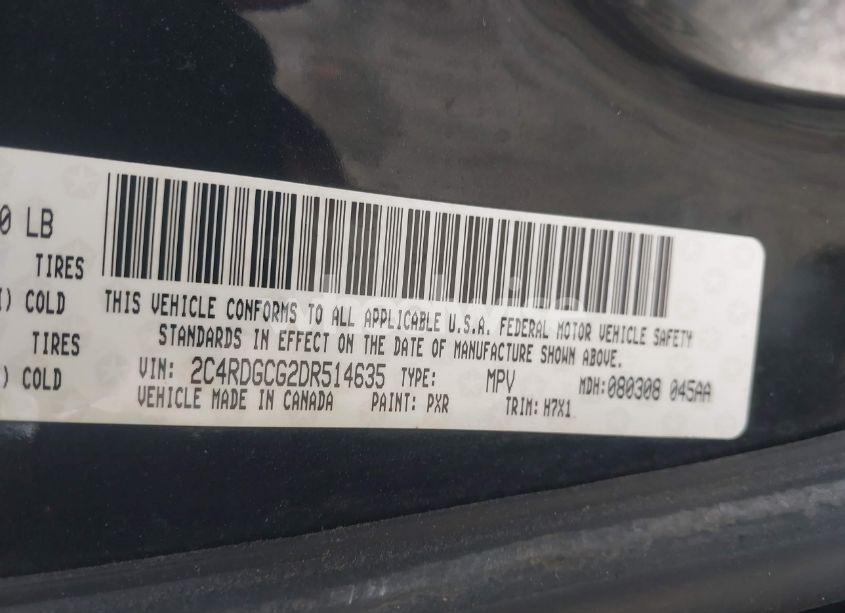 0 LB
TIRES
) COLD
TIRES
) COLD
THIS VEHICLE CONFORMS TO ALL APPLICABLE U.S.A. FEDERAL MOTOR VEHICLE SAFETY
STANDARDS IN EFFECT ON THE DATE OF MANUFACTURE SHOWN ABOVE.
VIN: 2C4RDGCG2DR514635 TYPE: MPV MDH:080308 045AA
VEHICLE MADE IN CANADA PAINT: PXR TRIM: H7X1